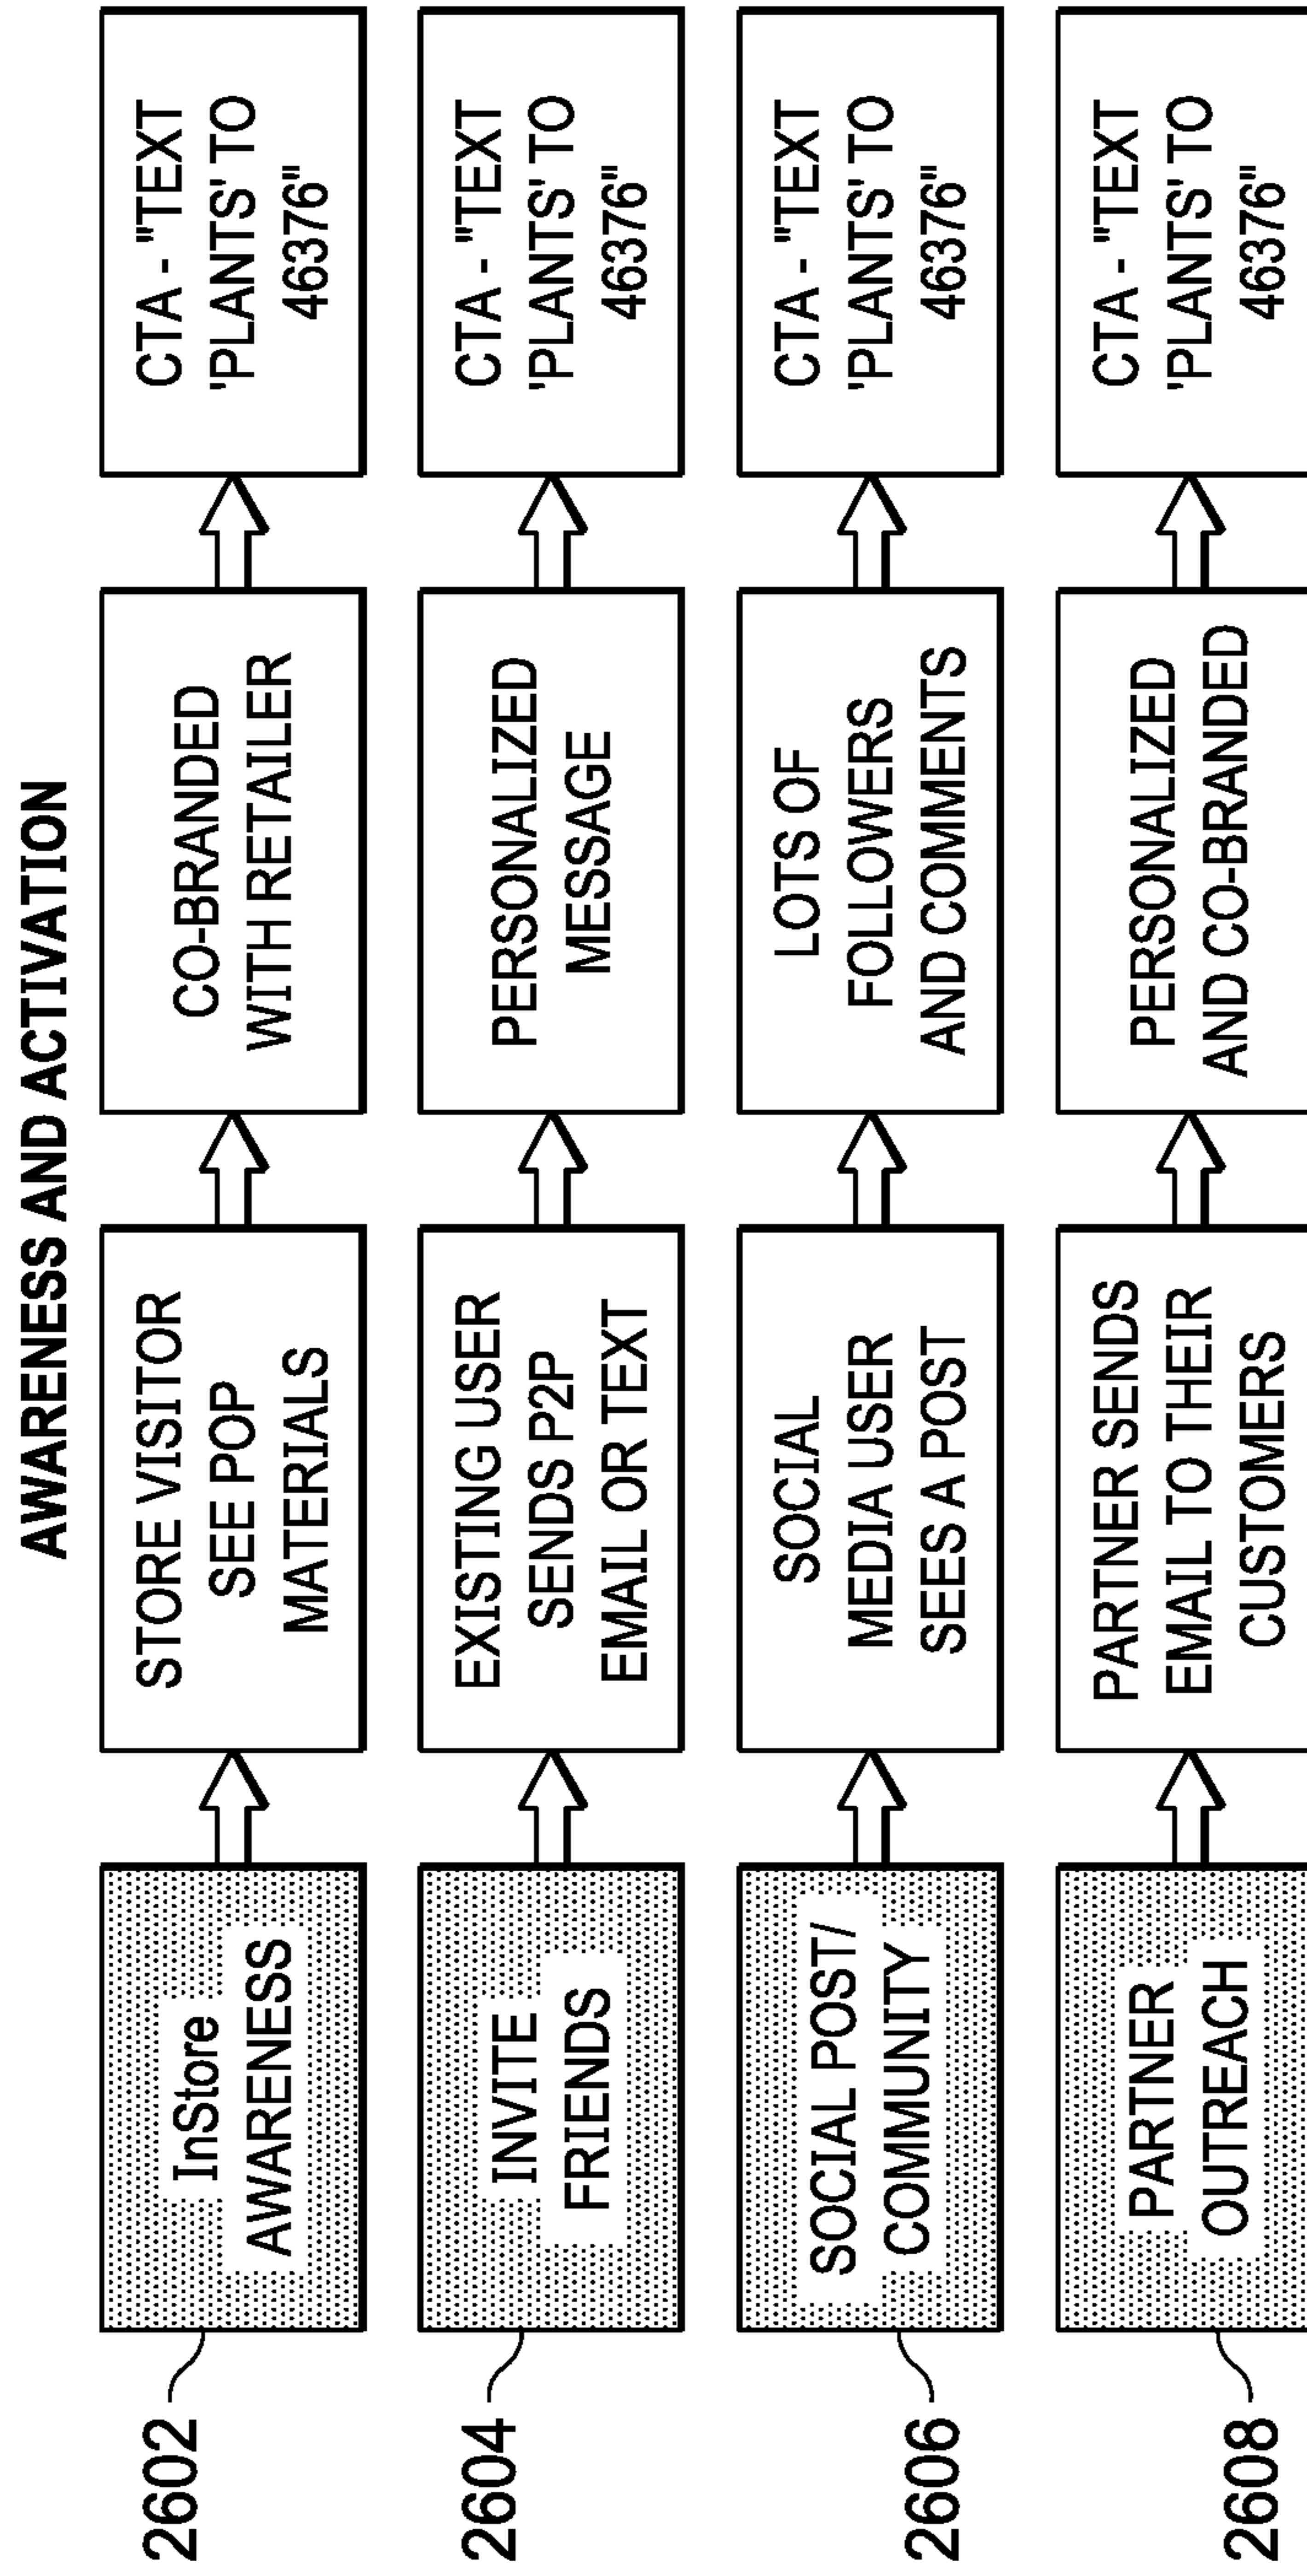 AWARENESS AND ACTIVATION
2602
InStore
AWARENESS
STORE VISITOR
SEE POP
MATERIALS
CO-BRANDED
WITH RETAILER
CTA - "TEXT
'PLANTS' TO
46376"
2604
INVITE
FRIENDS
EXISTING USER
SENDS P2P
EMAIL OR TEXT
PERSONALIZED
MESSAGE
CTA - "TEXT
'PLANTS' TO
46376"
2606
SOCIAL POST/
COMMUNITY
SOCIAL
MEDIA USER
SEES A POST
LOTS OF
FOLLOWERS
AND COMMENTS
CTA - "TEXT
'PLANTS' TO
46376"
2608
PARTNER
OUTREACH
PARTNER SENDS
EMAIL TO THEIR
CUSTOMERS
PERSONALIZED
AND CO-BRANDED
CTA - "TEXT
'PLANTS' TO
46376"